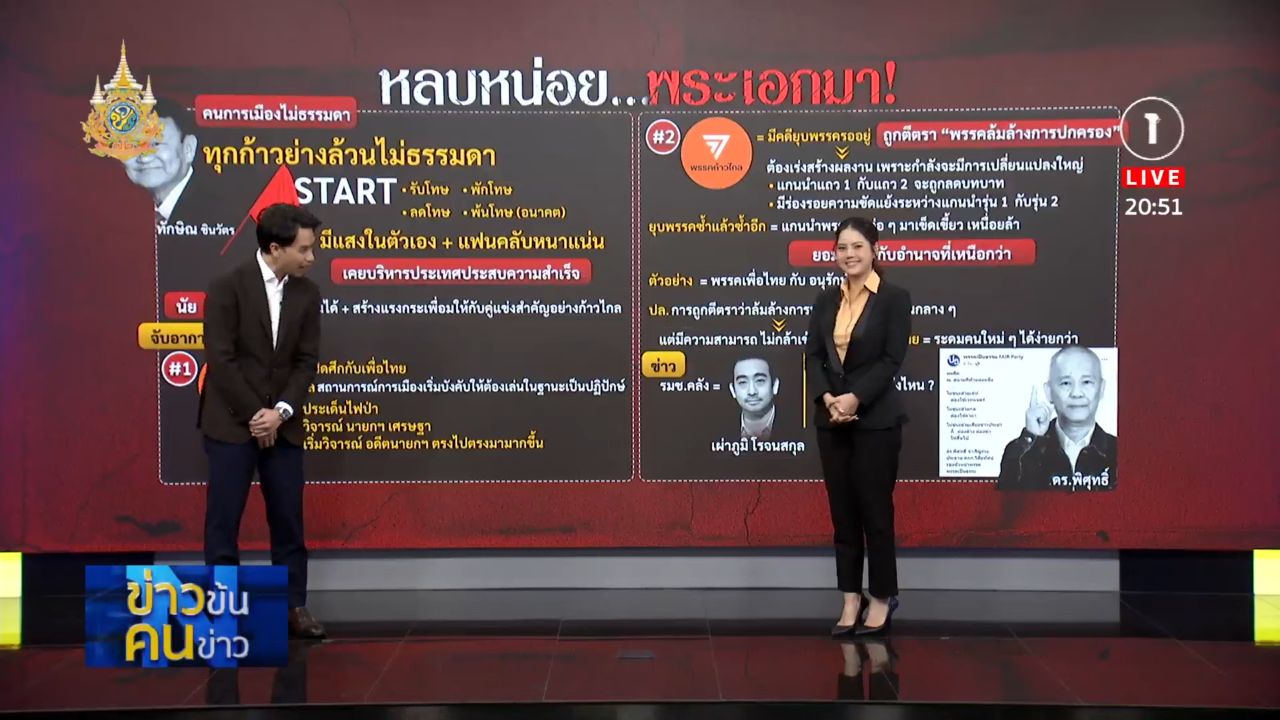 หลบหน่อย...พระเอกมา!
คนการเมืองไม่ธรรมดา
ทุกก้าวย่างล้วนไม่ธรรมดา
START
• รับโทษ • พักโทษ
• ลดโทษ • พ้นโทษ (อนาคต)
ทักษิณ ชินวัตร
มีแสงในตัวเอง + แฟนคลับหนาแน่น
เคยบริหารประเทศประสบความสำเร็จ
นัย
ได้ + สร้างแรงกระเพื่อมให้กับคู่แข่งสำคัญอย่างก้าวไกล
จับอากา
#1
ปิดศึกกับเพื่อไทย
สถานการณ์การเมืองเริ่มบังคับให้ต้องเล่นในฐานะเป็นปฏิปักษ์
ประเด็นไฟป่า
วิจารณ์ นายกฯ เศรษฐา
เริ่มวิจารณ์ อดีตนายกฯ ตรงไปตรงมามากขึ้น
#2
พรรคก้าวไกล
= มีคดียุบพรรครออยู่
ถูกตีตรา “พรรคล้มล้างการปกครอง”
ต้องเร่งสร้างผลงาน เพราะกำลังจะมีการเปลี่ยนแปลงใหญ่
• แกนนำแถว 1 กับแถว 2 จะถูกลดบทบาท
• มีร่องรอยความขัดแย้งระหว่างแกนนำรุ่น 1 กับรุ่น 2
ยุบพรรคซ้ำแล้วซ้ำอีก = แกนนำพร ต่อ ๆ มาเข็ดเขี้ยว เหนื่อยล้า
ยอม กับอำนาจที่เหนือกว่า
ตัวอย่าง = พรรคเพื่อไทย กับ อนุรัก
ปล. การถูกตีตราว่าล้มล้างการ นกลาง ๆ
แต่มีความสามารถ ไม่กล้าเข้ = ระดมคนใหม่ ๆ ได้ง่ายกว่า
ข่าว
รมช.คลัง =
เผ่าภูมิ โรจนสกุล
ไหน ?
พรรคเป็นธรรม FAIR Party
ดร.พิศุทธิ์
1
LIVE
20:51
ข่าวข้น
คนข่าว